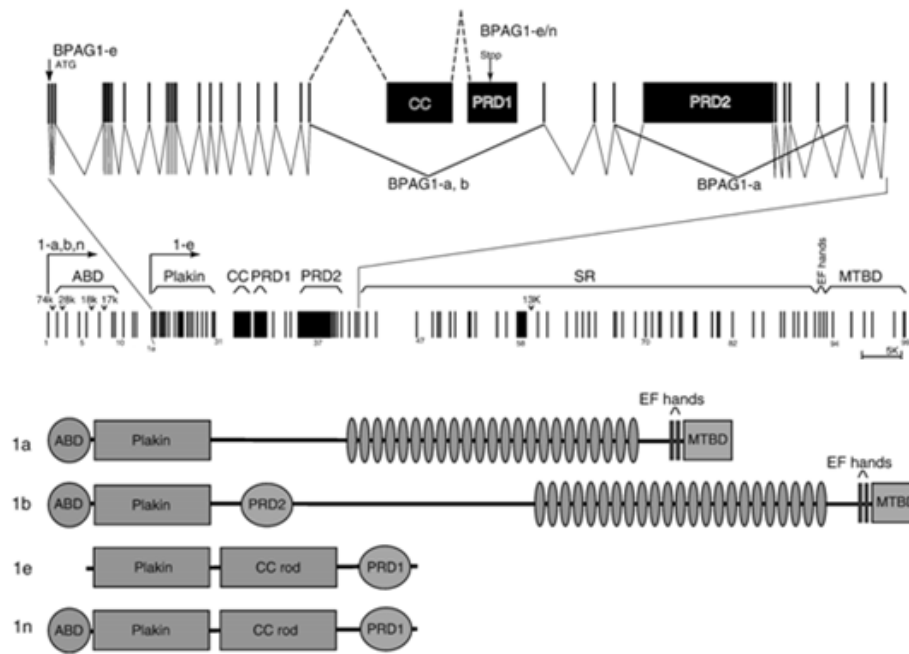 BPAG1-e/n
BPAG1-e
ATG
Stop
CC
PRD1
PRD2
BPAG1-a, b
BPAG1-a
1-a,b,n
1-e
ABD
Plakin
CC PRD1
PRD2
SR
EF hands
MTBD
74k 28k 18k 17k
13K
1 5 10 1e 31 37 47 58 70 82 94
5K
EF hands
1a ABD Plakin MTBD
EF hands
1b ABD Plakin PRD2 MTBD
1e Plakin CC rod PRD1
1n ABD Plakin CC rod PRD1